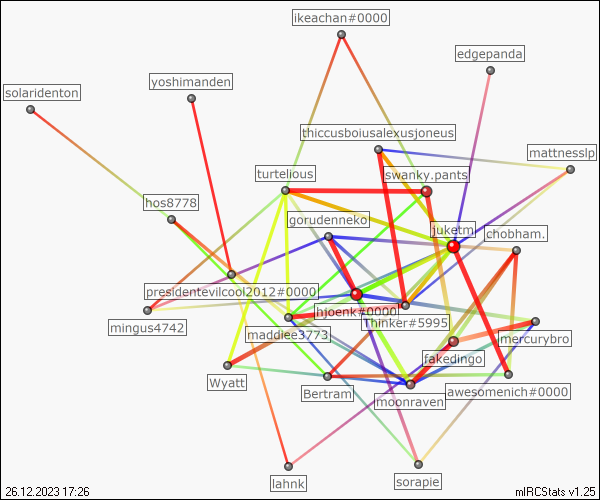 ikeachan#0000
edgepanda
yoshimanden
solaridenton
thiccusboiusalexusjoneus
mattnesslp
turtelious
swanky.pants
hos8778
gorudenneko
juketm
chobham.
presidentevilcool2012#0000
hjoenk#0000
mingus4742
Thinker#5995
maddiee3773
mercurybro
fakedingo
Wyatt
Bertram
awesomenich#0000
moonraven
lahnk
sorapie
26.12.2023 17:26
mIRCStats v1.25